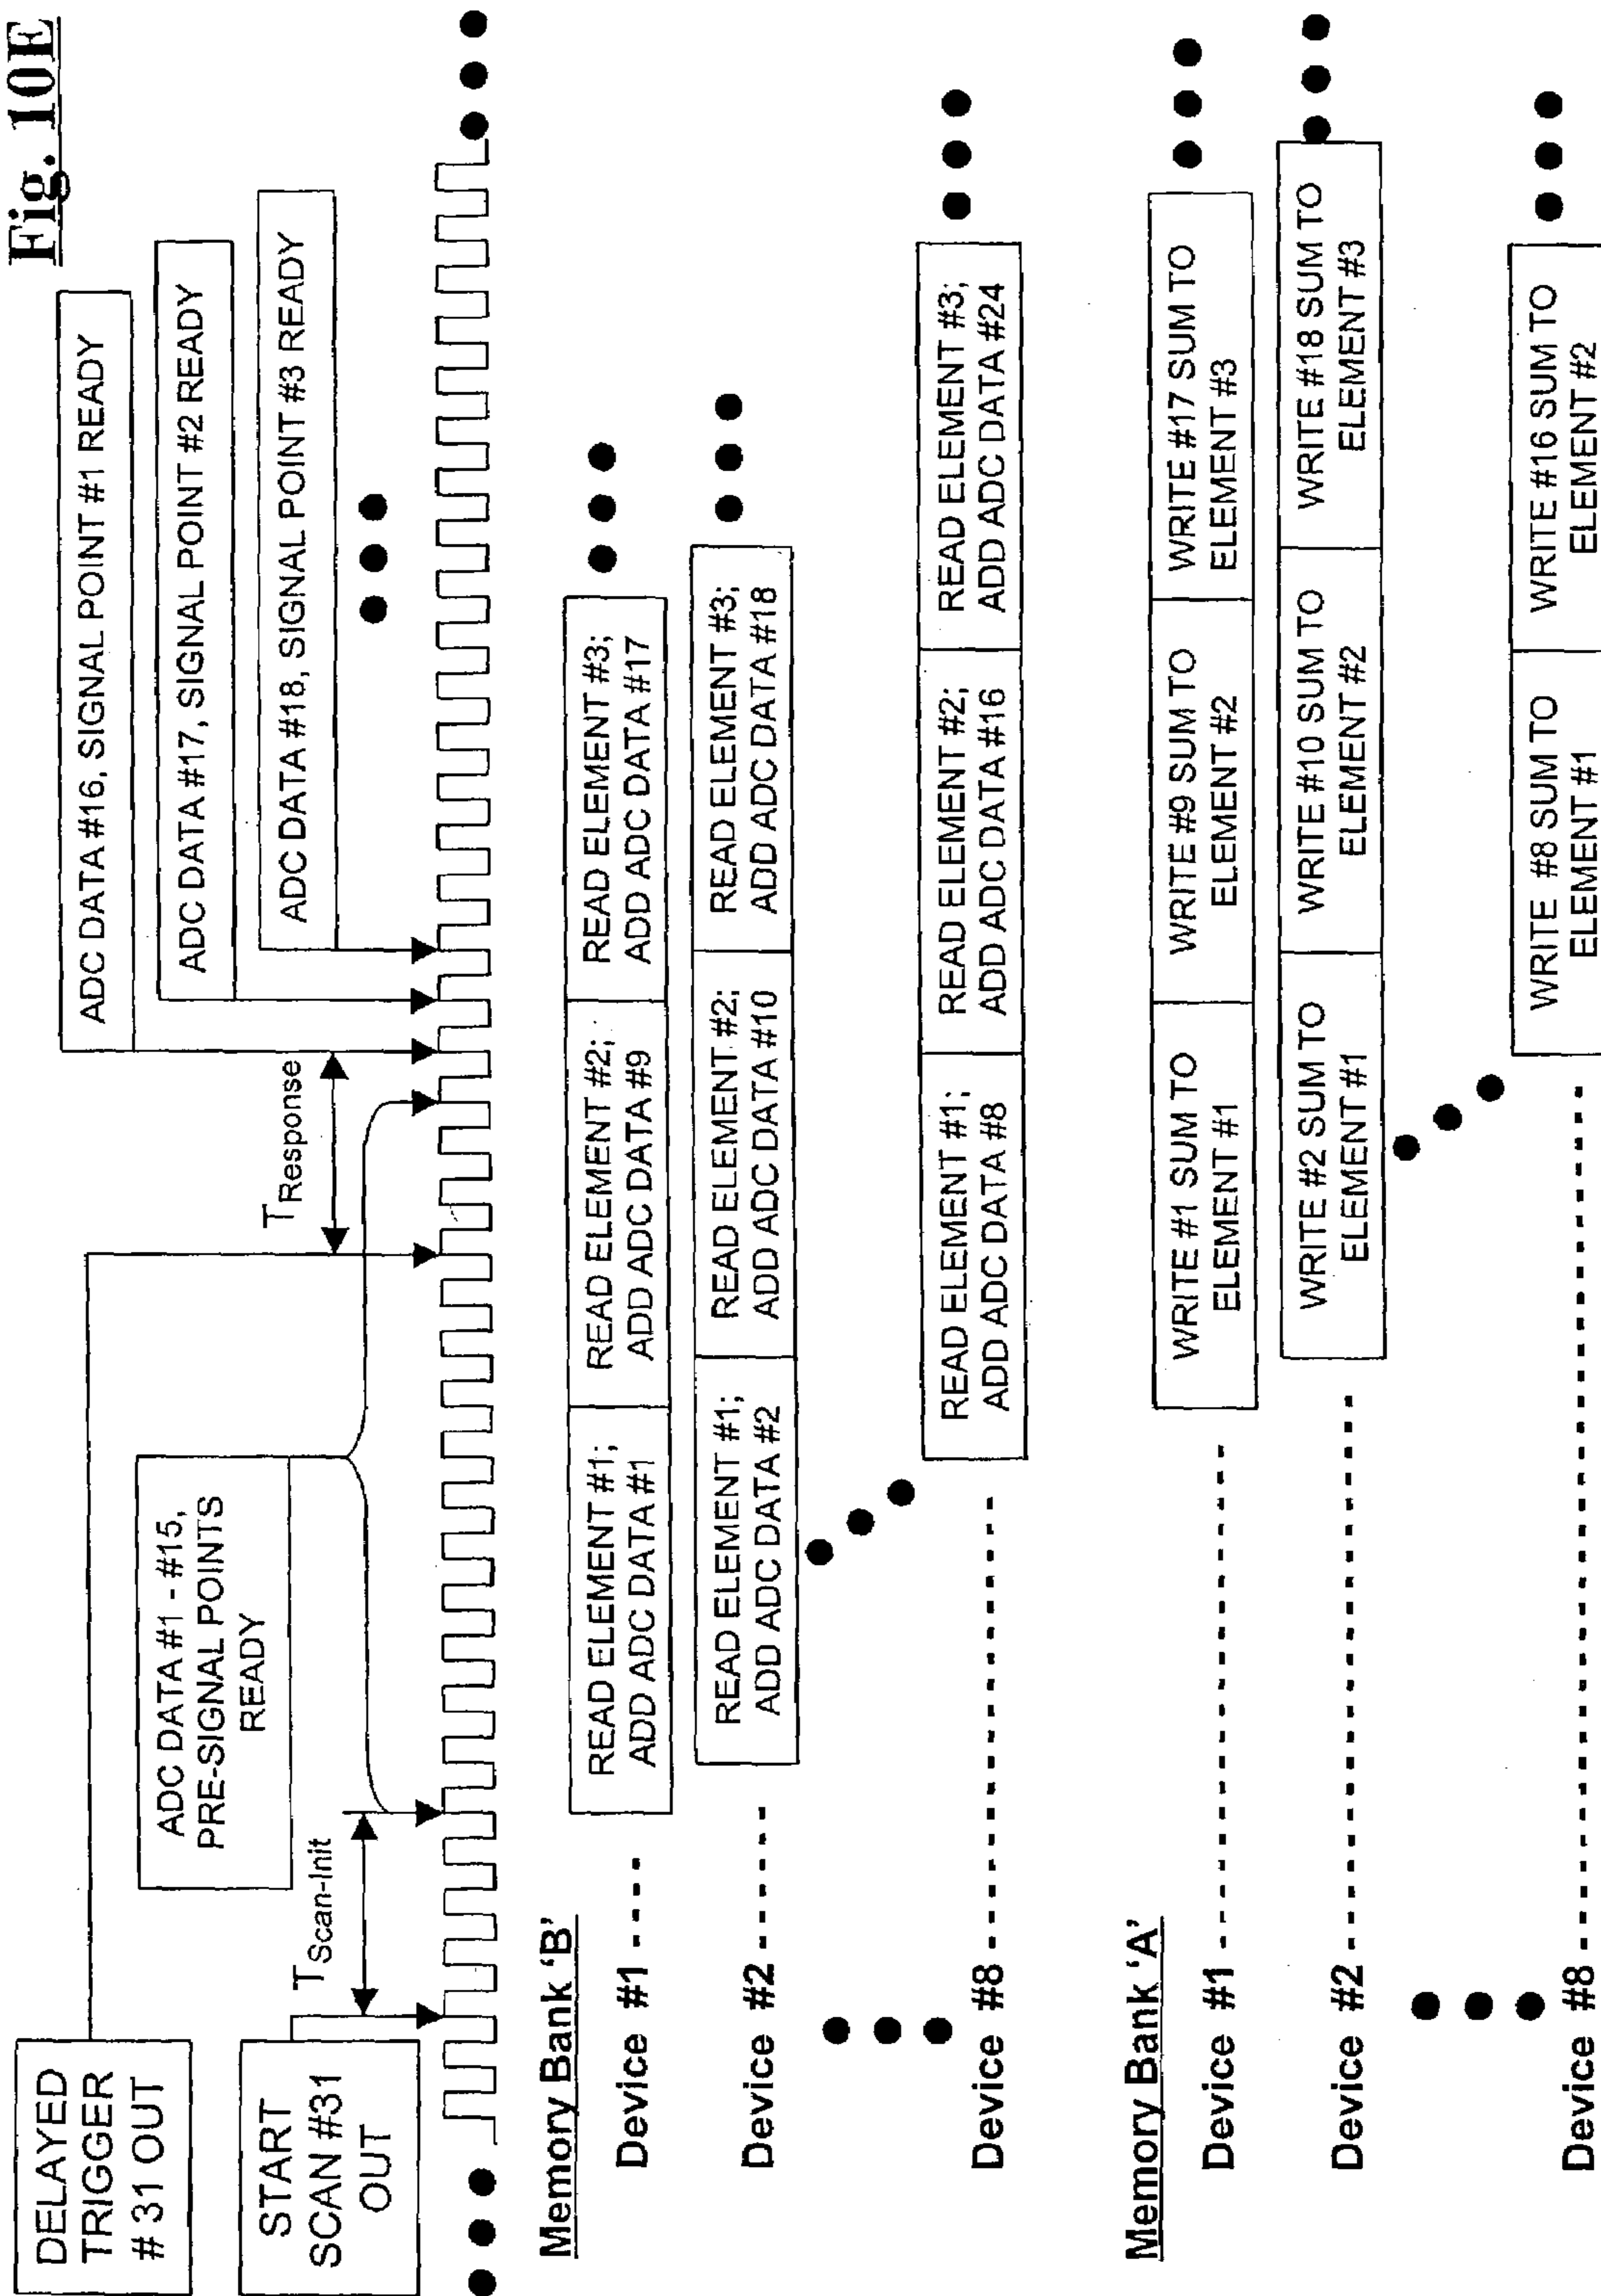 Fig. 10E
DELAYED
TRIGGER
# 31 OUT
START
SCAN #31
OUT
T Scan-Init
ADC DATA #1 - #15,
PRE-SIGNAL POINTS
READY
T Response
ADC DATA #16, SIGNAL POINT #1 READY
ADC DATA #17, SIGNAL POINT #2 READY
ADC DATA #18, SIGNAL POINT #3 READY
Memory Bank ‘B’
Device #1
READ ELEMENT #1;
ADD ADC DATA #1
READ ELEMENT #2;
ADD ADC DATA #9
READ ELEMENT #3;
ADD ADC DATA #17
Device #2
READ ELEMENT #1;
ADD ADC DATA #2
READ ELEMENT #2;
ADD ADC DATA #10
READ ELEMENT #3;
ADD ADC DATA #18
Device #8
READ ELEMENT #1;
ADD ADC DATA #8
READ ELEMENT #2;
ADD ADC DATA #16
READ ELEMENT #3;
ADD ADC DATA #24
Memory Bank ‘A’
Device #1
WRITE #1 SUM TO
ELEMENT #1
WRITE #9 SUM TO
ELEMENT #2
WRITE #17 SUM TO
ELEMENT #3
Device #2
WRITE #2 SUM TO
ELEMENT #1
WRITE #10 SUM TO
ELEMENT #2
WRITE #18 SUM TO
ELEMENT #3
Device #8
WRITE #8 SUM TO
ELEMENT #1
WRITE #16 SUM TO
ELEMENT #2